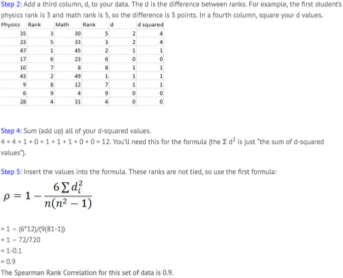 Step 2: Add a third column, d, to your data. The d is the difference between ranks. For example, the first student's
physics rank is 3 and math rank is 5, so the difference is 3 points. In a fourth column, square your d values.
Physics Rank Math Rank d d squared
35 3 30 5 2 4
23 5 33 3 2 4
47 1 45 2 1 1
17 6 23 6 0 0
10 7 8 8 1 1
43 2 49 1 1 1
9 8 12 7 1 1
6 9 4 9 0 0
28 4 31 4 0 0
Step 4: Sum (add up) all of your d-squared values.
4 + 4 + 1 + 0 + 1 + 1 + 1 + 0 + 0 = 12. You'll need this for the formula (the Σ d² is just "the sum of d-squared
values").
Step 5: Insert the values into the formula. These ranks are not tied, so use the first formula:
ρ = 1 − 6 Σ dᵢ² / n(n² − 1)
= 1 – (6*12)/(9(81-1))
= 1 – 72/720
= 1-0.1
= 0.9
The Spearman Rank Correlation for this set of data is 0.9.